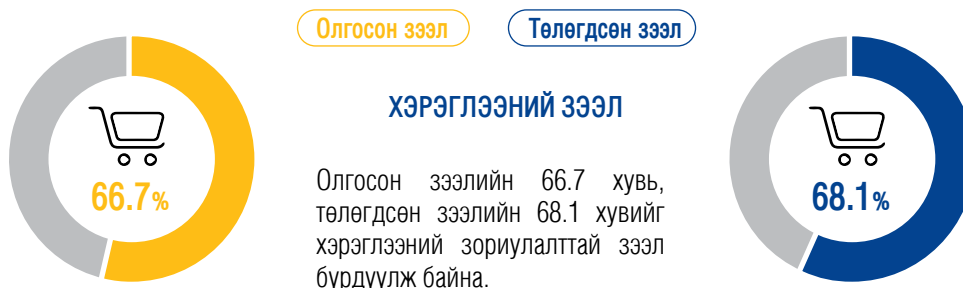 Олгосон зээл
Төлөгдсөн зээл
ХЭРЭГЛЭЭНИЙ ЗЭЭЛ
66.7%
Олгосон зээлийн 66.7 хувь,
төлөгдсөн зээлийн 68.1 хувийг
хэрэглээний зориулалттай зээл
бүрдүүлж байна.
68.1%